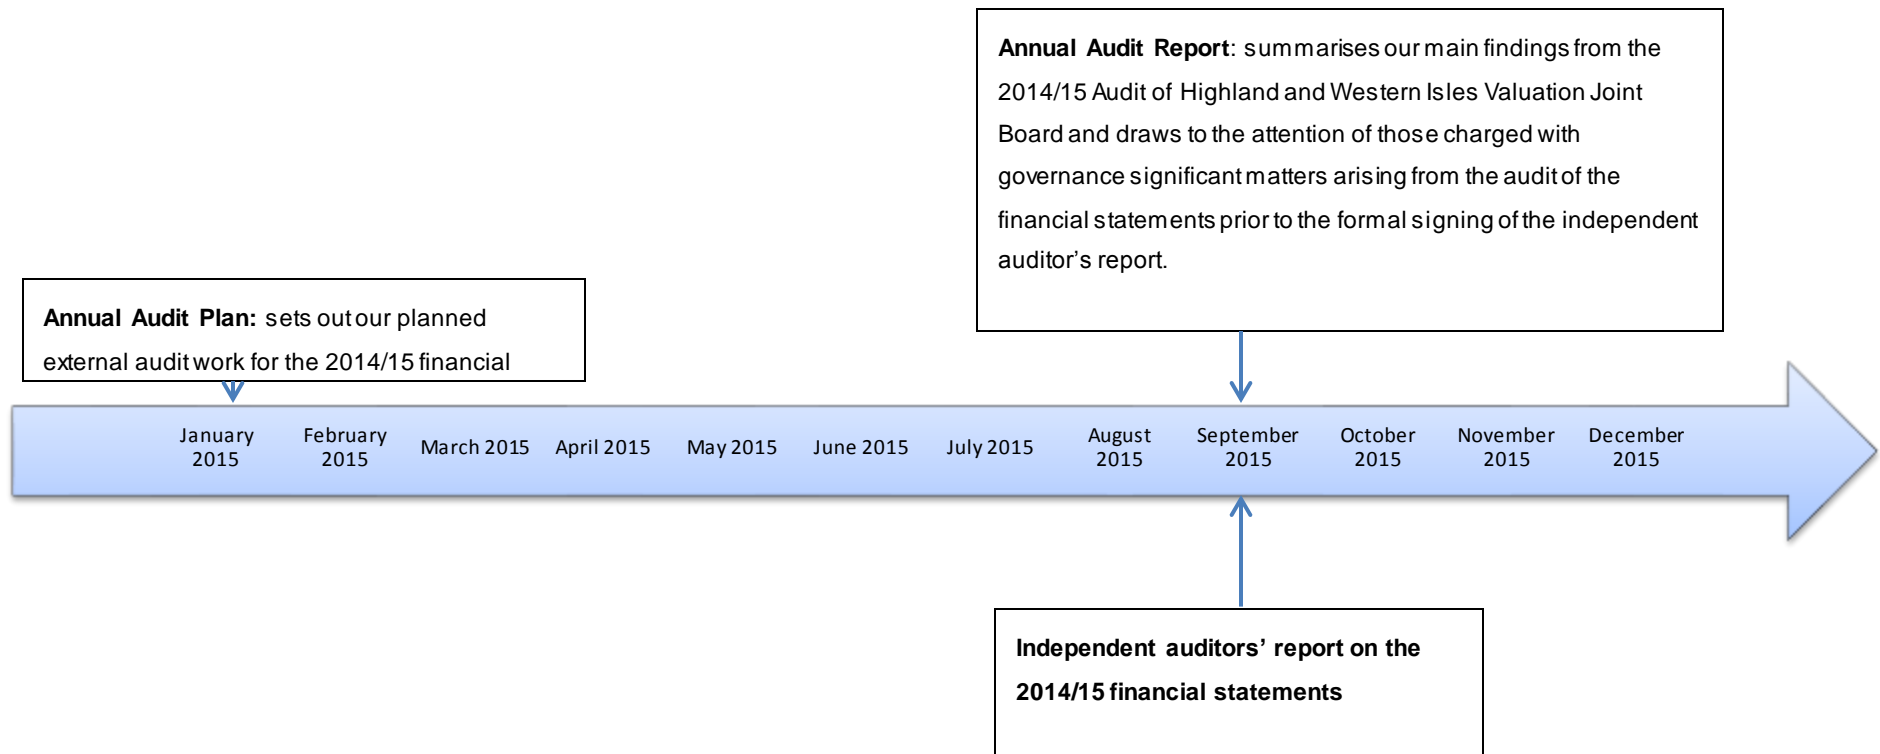 Annual Audit Report: summarises our main findings from the
2014/15 Audit of Highland and Western Isles Valuation Joint
Board and draws to the attention of those charged with
governance significant matters arising from the audit of the
financial statements prior to the formal signing of the independent
auditor’s report.
Annual Audit Plan: sets out our planned
external audit work for the 2014/15 financial
January
2015
February
2015
March 2015
April 2015
May 2015
June 2015
July 2015
August
2015
September
2015
October
2015
November
2015
December
2015
Independent auditors’ report on the
2014/15 financial statements